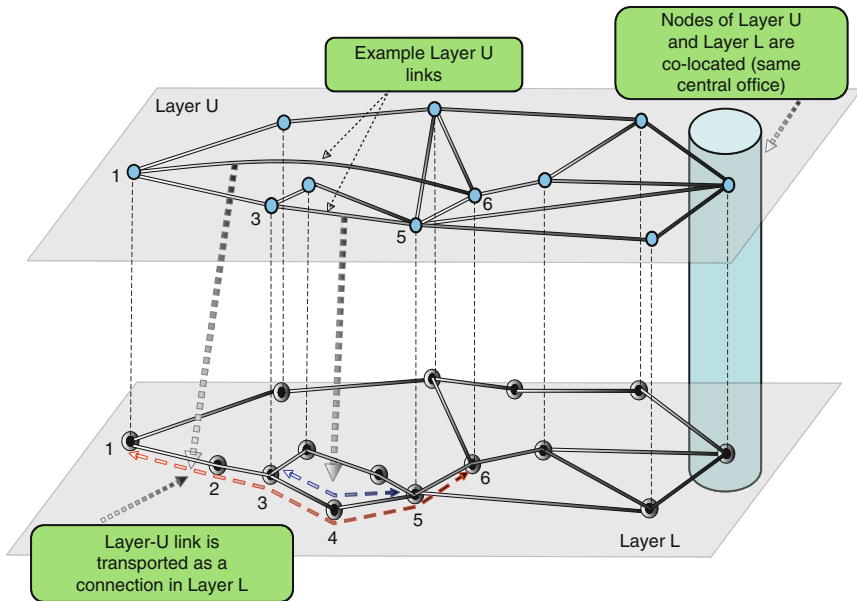 Nodes of Layer U
and Layer L are
co-located (same
central office)
Example Layer U
links
Layer U
1
3
5
6
1
2
3
4
5
6
Layer L
Layer-U link is
transported as a
connection in Layer L